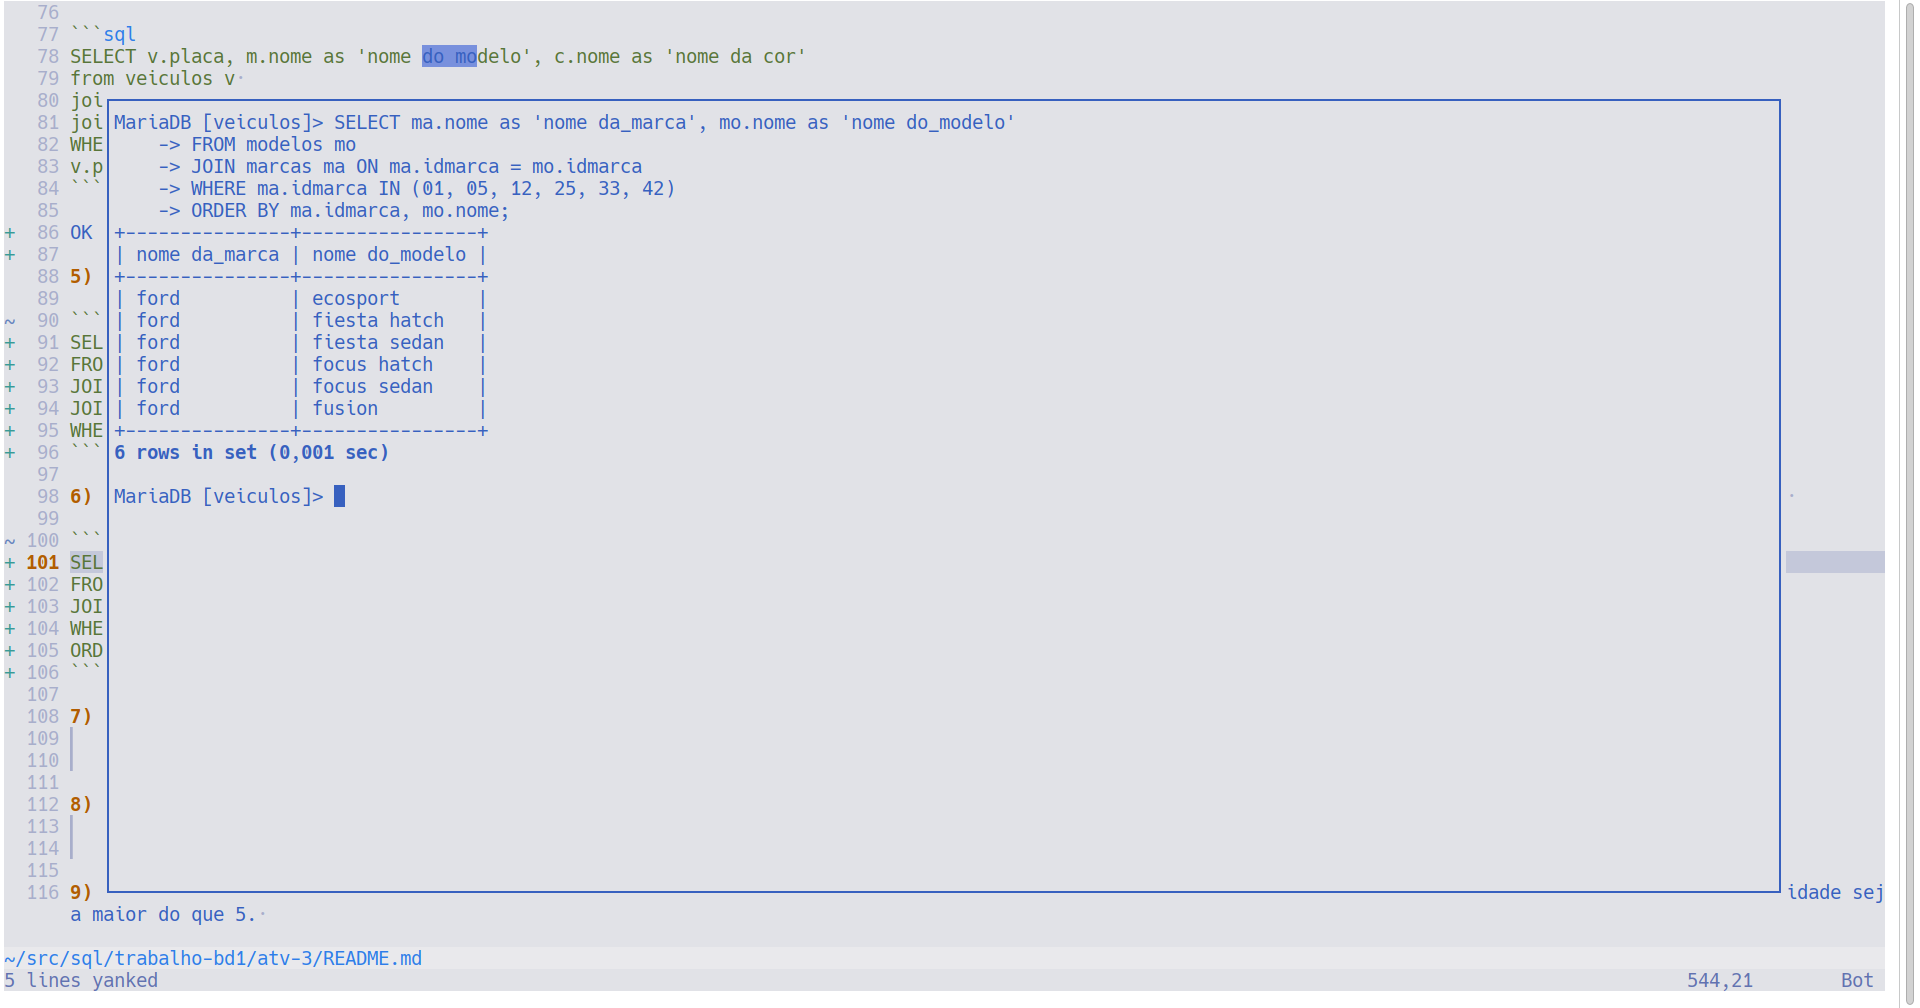 76
77 ```sql
78 SELECT v.placa, m.nome as 'nome do modelo', c.nome as 'nome da cor'
79 from veiculos v·
80 joi
81 joi MariaDB [veiculos]> SELECT ma.nome as 'nome da_marca', mo.nome as 'nome do_modelo'
82 WHE     -> FROM modelos mo
83 v.p     -> JOIN marcas ma ON ma.idmarca = mo.idmarca
84 ```     -> WHERE ma.idmarca IN (01, 05, 12, 25, 33, 42)
85         -> ORDER BY ma.idmarca, mo.nome;
+ 86 OK +---------------+----------------+
+ 87    | nome da_marca | nome do_modelo |
88 5) +---------------+----------------+
89     | ford          | ecosport       |
~ 90 ``` | ford          | fiesta hatch   |
+ 91 SEL | ford          | fiesta sedan   |
+ 92 FRO | ford          | focus hatch    |
+ 93 JOI | ford          | focus sedan    |
+ 94 JOI | ford          | fusion         |
+ 95 WHE +---------------+----------------+
+ 96 ``` 6 rows in set (0,001 sec)
97
98 6) MariaDB [veiculos]> ·
99
~ 100 ```
+ 101 SEL
+ 102 FRO
+ 103 JOI
+ 104 WHE
+ 105 ORD
+ 106 ```
107
108 7)
109
110
111
112 8)
113
114
115
116 9) idade sej
a maior do que 5.·
~/src/sql/trabalho-bd1/atv-3/README.md
5 lines yanked 544,21 Bot